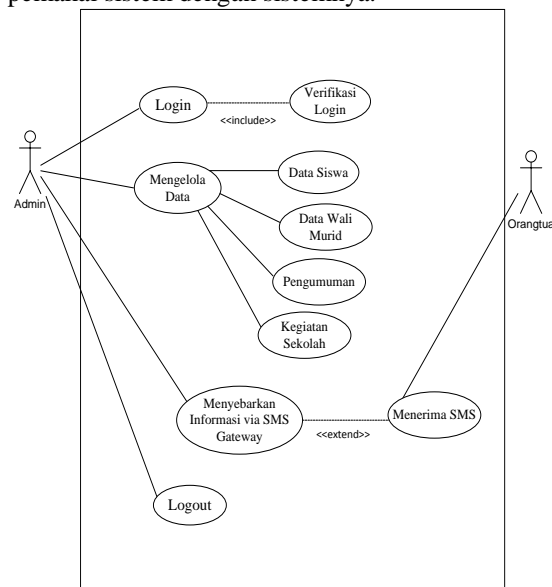 pemakai sistem dengan sistemnya.
Login
<<include>>
Verifikasi
Login
Admin
Mengelola
Data
Data Siswa
Data Wali
Murid
Pengumuman
Kegiatan
Sekolah
Orangtua
Menyebarkan
Informasi via SMS
Gateway
<<extend>>
Menerima SMS
Logout